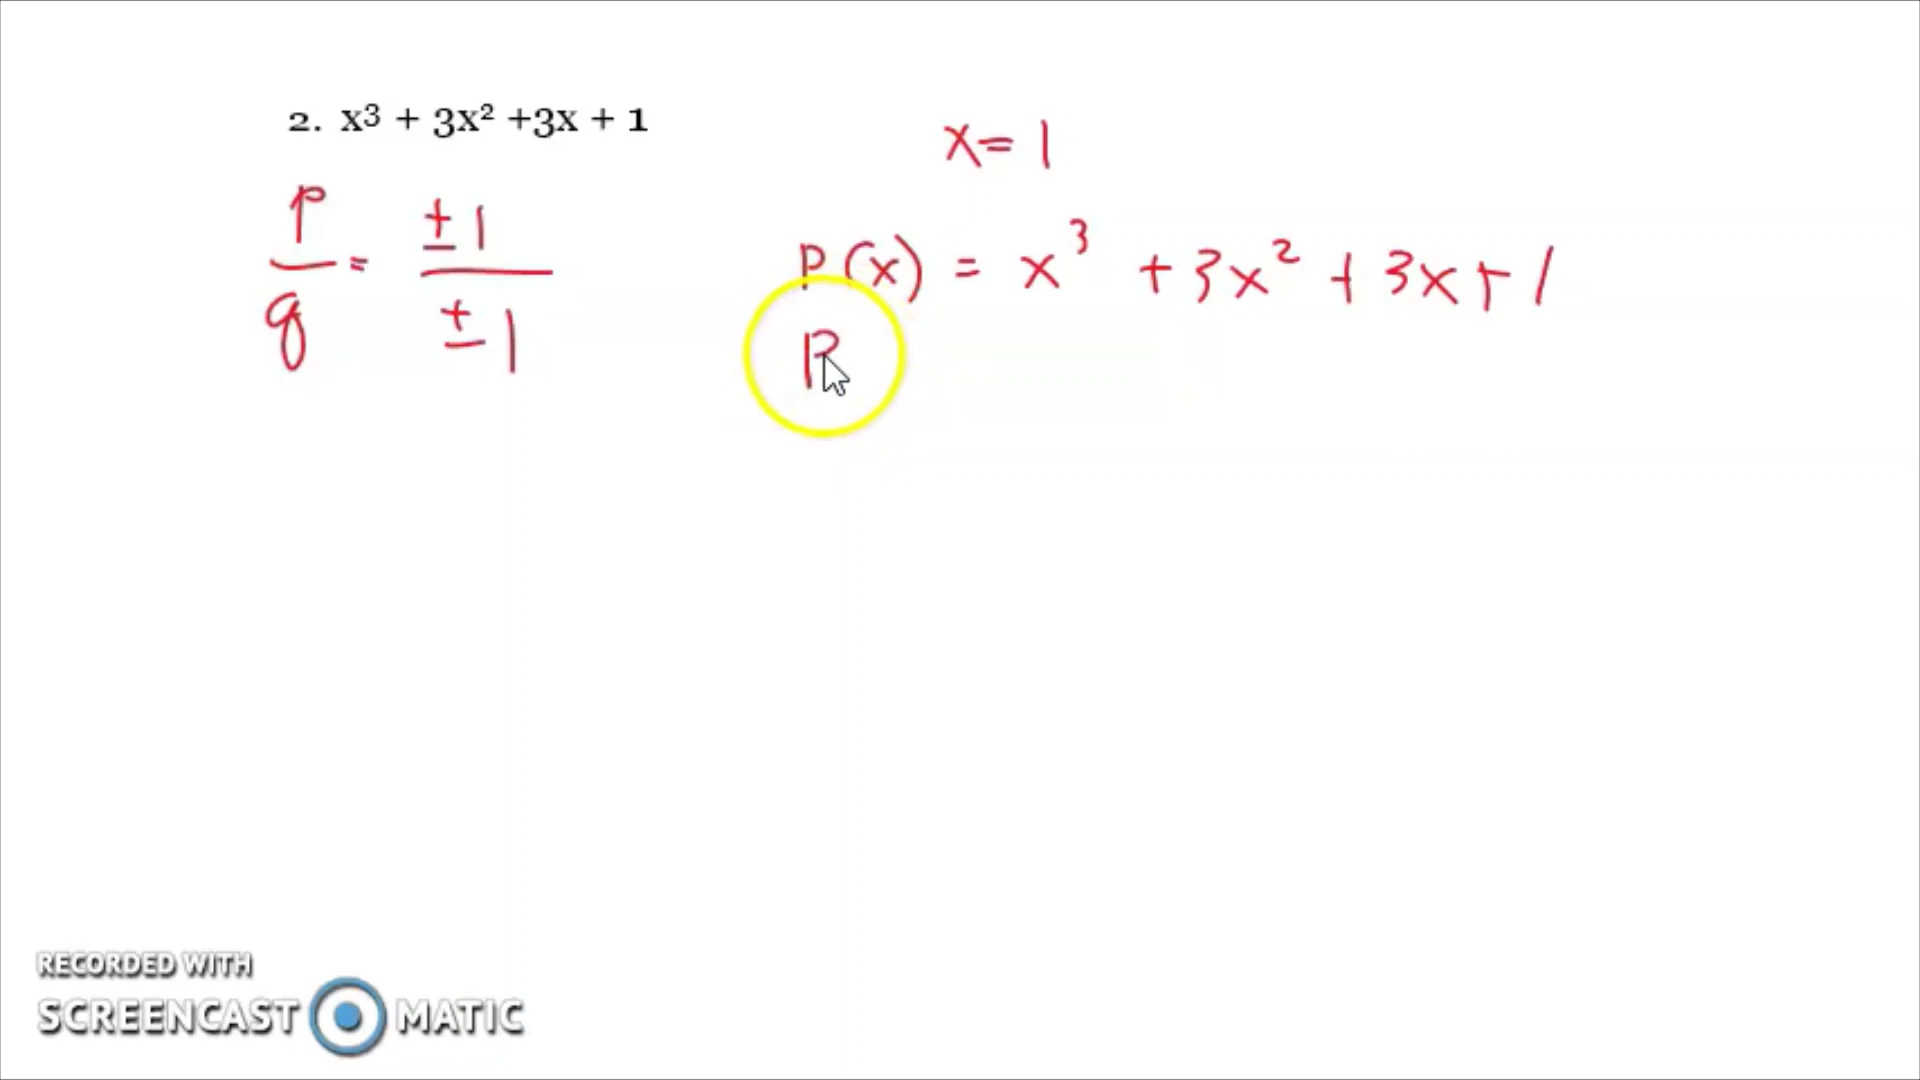 2. x³ + 3x² +3x + 1
x = 1
p/q = ±1/±1
P(x) = x³ + 3x² + 3x + 1
P
RECORDED WITH
SCREENCAST MATIC